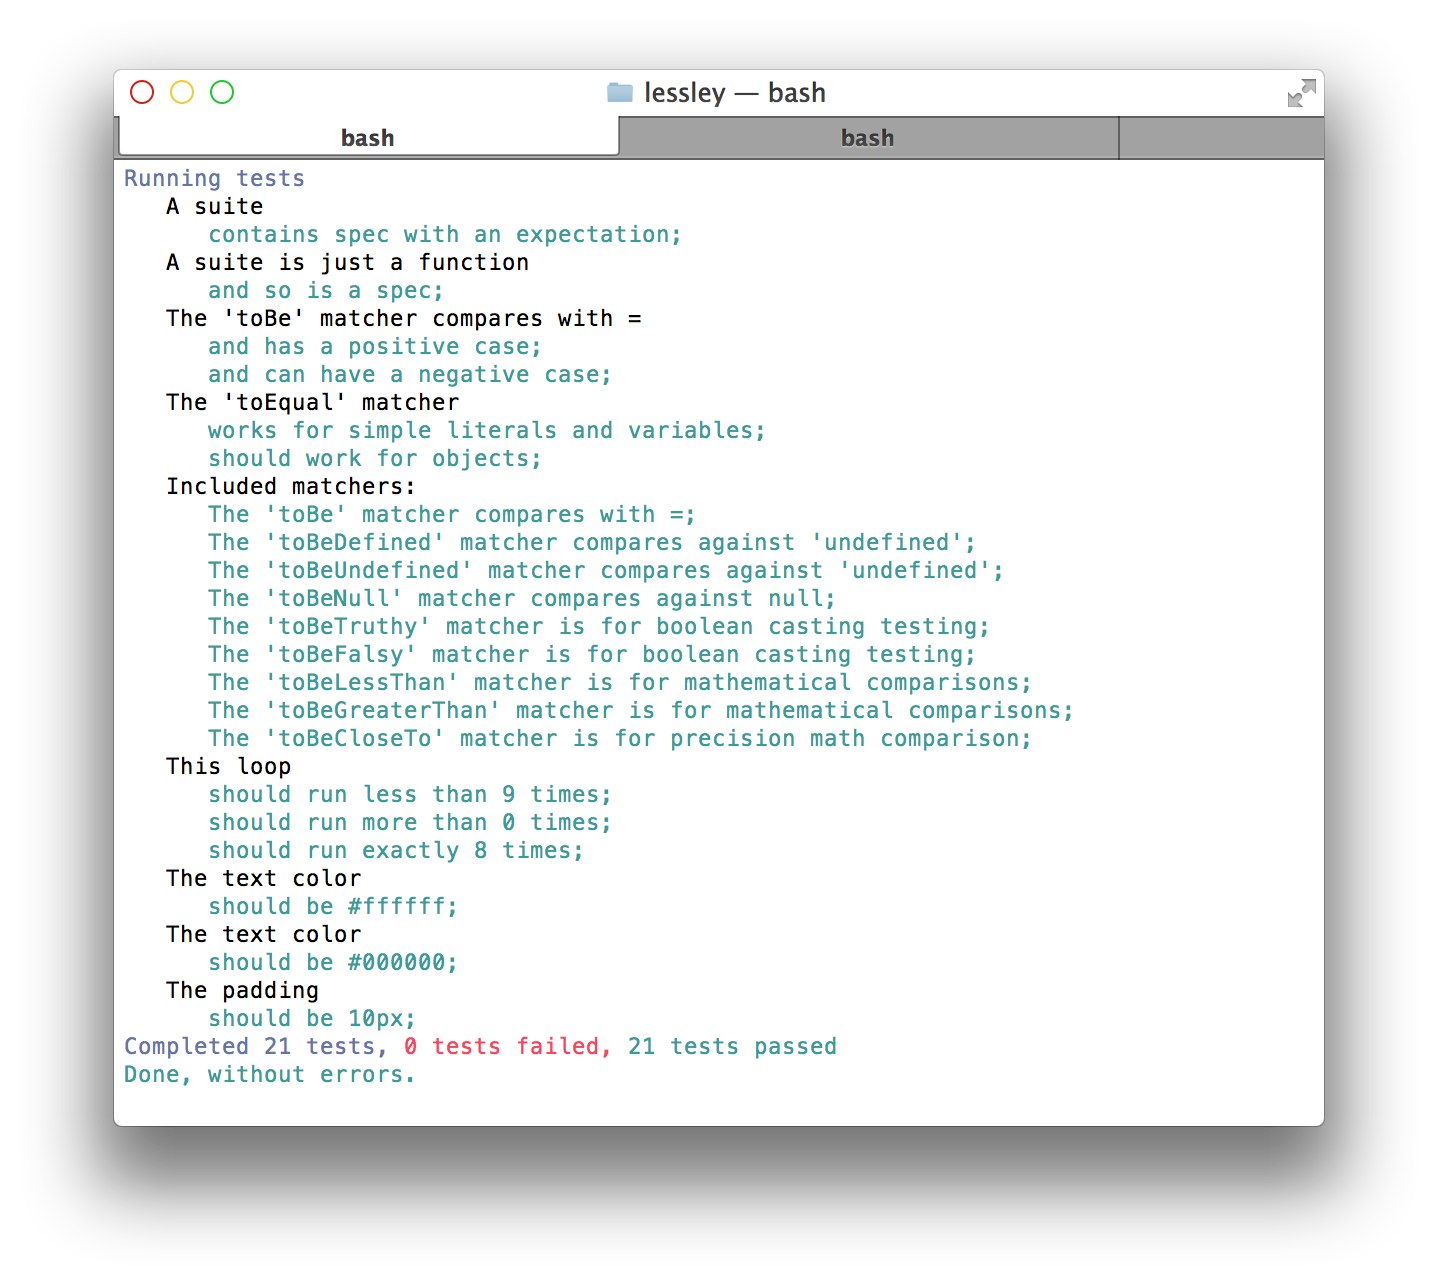 lessley — bash
bash
bash
Running tests
A suite
contains spec with an expectation;
A suite is just a function
and so is a spec;
The 'toBe' matcher compares with =
and has a positive case;
and can have a negative case;
The 'toEqual' matcher
works for simple literals and variables;
should work for objects;
Included matchers:
The 'toBe' matcher compares with =;
The 'toBeDefined' matcher compares against 'undefined';
The 'toBeUndefined' matcher compares against 'undefined';
The 'toBeNull' matcher compares against null;
The 'toBeTruthy' matcher is for boolean casting testing;
The 'toBeFalsy' matcher is for boolean casting testing;
The 'toBeLessThan' matcher is for mathematical comparisons;
The 'toBeGreaterThan' matcher is for mathematical comparisons;
The 'toBeCloseTo' matcher is for precision math comparison;
This loop
should run less than 9 times;
should run more than 0 times;
should run exactly 8 times;
The text color
should be #ffffff;
The text color
should be #000000;
The padding
should be 10px;
Completed 21 tests, 0 tests failed, 21 tests passed
Done, without errors.